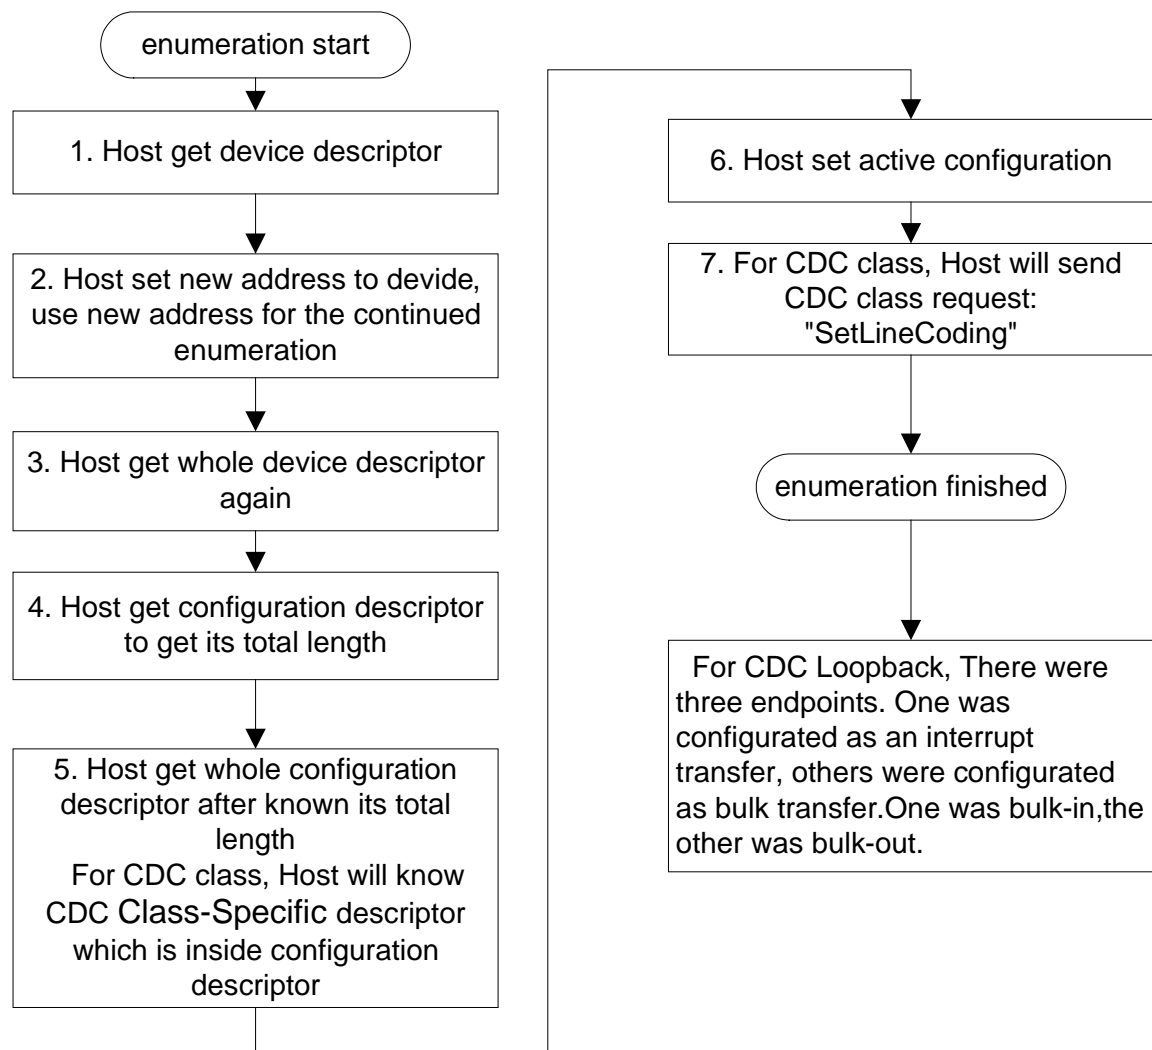 enumeration start
1. Host get device descriptor
2. Host set new address to devide,
use new address for the continued
enumeration
3. Host get whole device descriptor
again
4. Host get configuration descriptor
to get its total length
5. Host get whole configuration
descriptor after known its total
length
For CDC class, Host will know
CDC Class-Specific descriptor
which is inside configuration
descriptor
6. Host set active configuration
7. For CDC class, Host will send
CDC class request:
"SetLineCoding"
enumeration finished
For CDC Loopback, There were
three endpoints. One was
configurated as an interrupt
transfer, others were configurated
as bulk transfer.One was bulk-in,the
other was bulk-out.